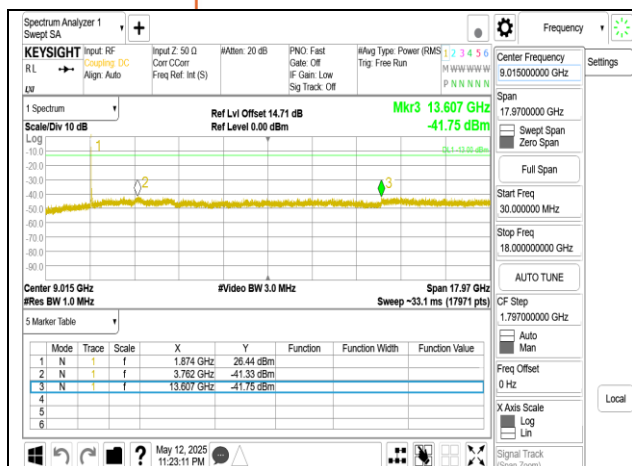 Spectrum Analyzer 1
Swept SA
Frequency
KEYSIGHT
RL
Input: RF
Coupling: DC
Align: Auto
Input Z: 50 Ω
Corr CCorr
Freq Ref: Int (S)
#Atten: 20 dB
PNO: Fast
Gate: Off
IF Gain: Low
Sig Track: Off
#Avg Type: Power (RMS
Trig: Free Run
1 2 3 4 5 6
M W W W W W
P N N N N N
1 Spectrum
Scale/Div 10 dB
Ref Lvl Offset 14.71 dB
Ref Level 0.00 dBm
Mkr3 13.607 GHz
-41.75 dBm
Log
-10.0
-20.0
-30.0
-40.0
-50.0
-60.0
-70.0
-80.0
-90.0
1
2
3
DL1 -13.00 dBm
Center 9.015 GHz
#Res BW 1.0 MHz
#Video BW 3.0 MHz
Span 17.97 GHz
Sweep ~33.1 ms (17971 pts)
5 Marker Table
Mode Trace Scale X Y Function Function Width Function Value
1 N 1 f 1.874 GHz 26.44 dBm
2 N 1 f 3.762 GHz -41.33 dBm
3 N 1 f 13.607 GHz -41.75 dBm
4
5
6
May 12, 2025
11:23:11 PM
Center Frequency
9.015000000 GHz
Span
17.9700000 GHz
Swept Span
Zero Span
Full Span
Start Freq
30.000000 MHz
Stop Freq
18.000000000 GHz
AUTO TUNE
CF Step
1.797000000 GHz
Auto
Man
Freq Offset
0 Hz
X Axis Scale
Log
Lin
Signal Track
(Span Zoom)
Settings
Local